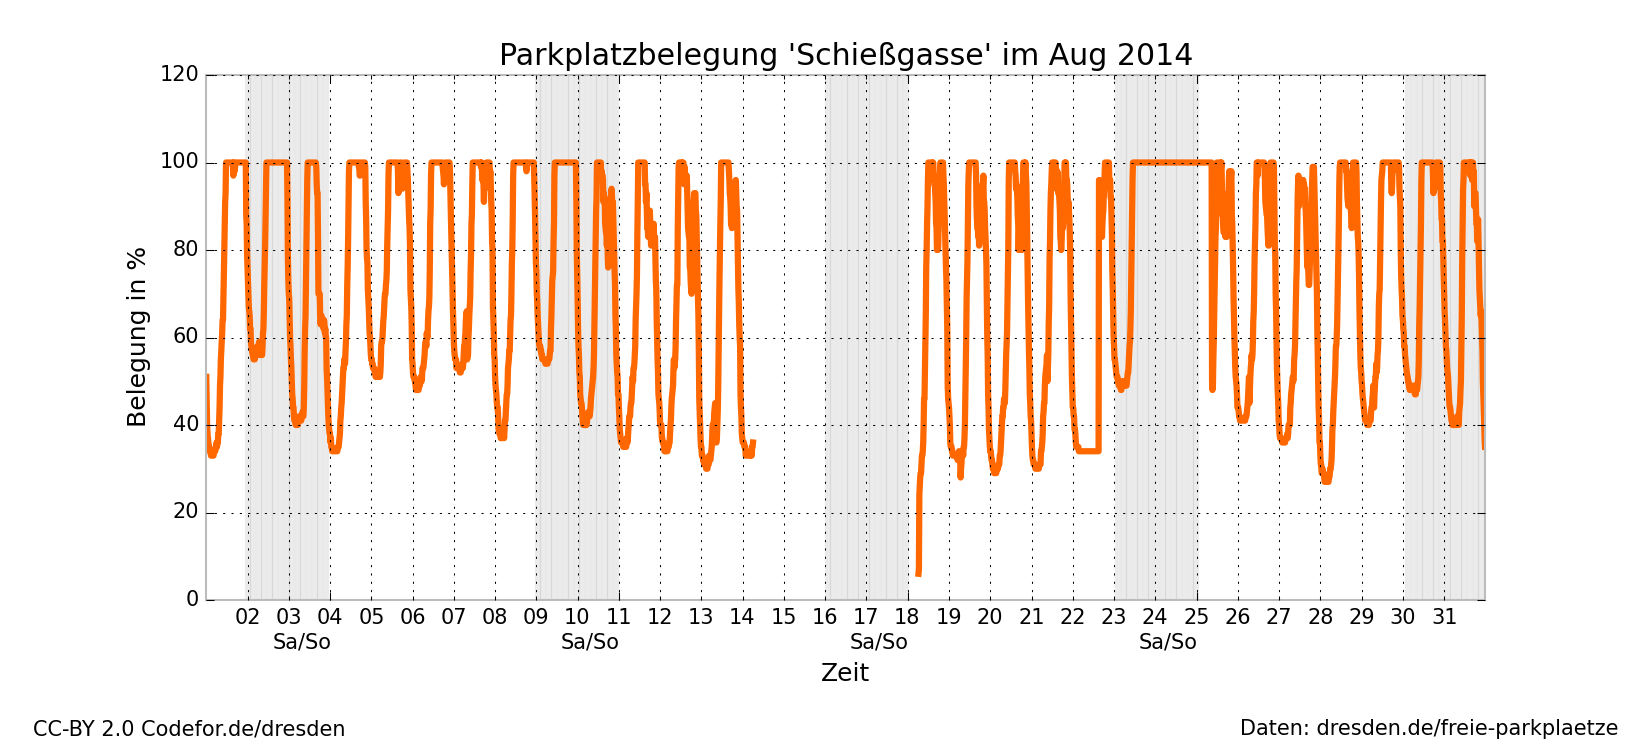 Parkplatzbelegung 'Schießgasse' im Aug 2014
120
100
80
60
40
20
0
Belegung in %
02 03 04 05 06 07 08 09 10 11 12 13 14 15 16 17 18 19 20 21 22 23 24 25 26 27 28 29 30 31
Sa/So Sa/So Sa/So Sa/So
Zeit
CC-BY 2.0 Codefor.de/dresden
Daten: dresden.de/freie-parkplaetze